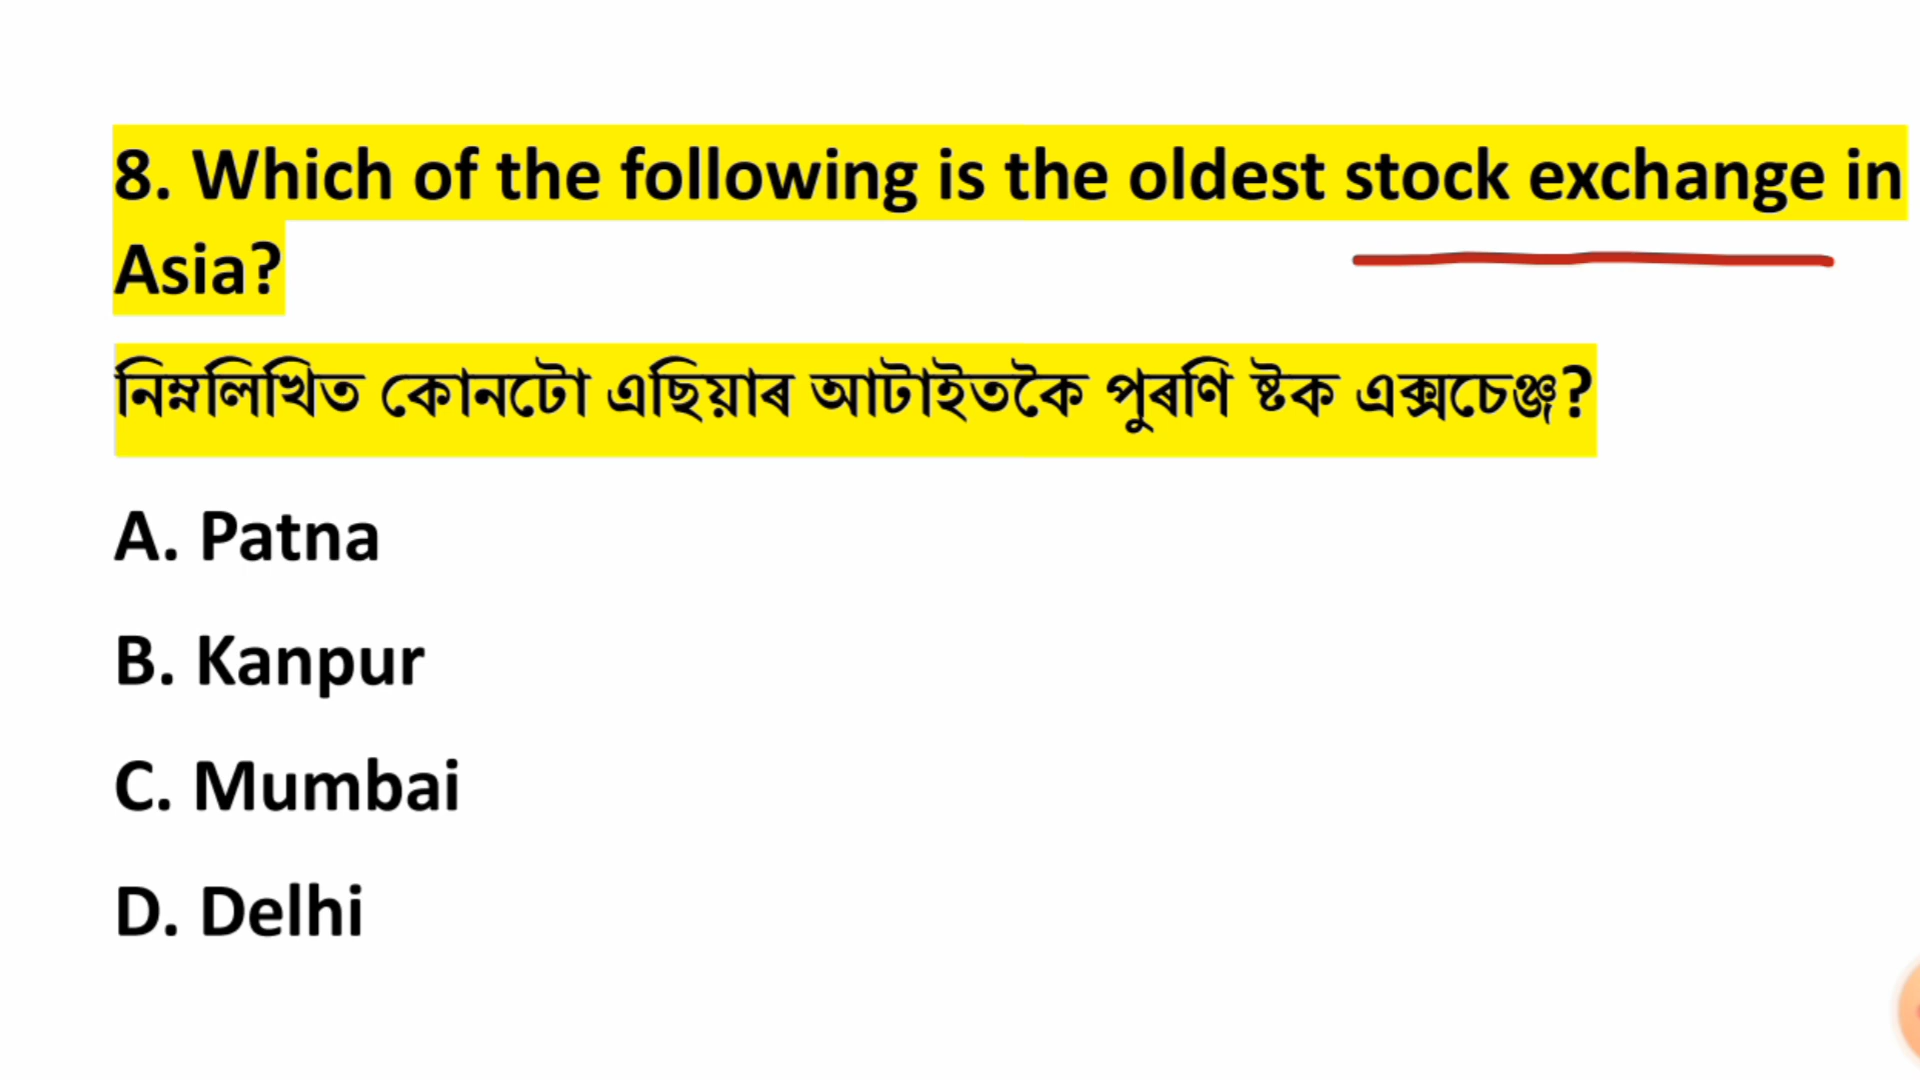 8. Which of the following is the oldest stock exchange in
Asia?
নিম্নলিখিত কোনটো এছিয়াৰ আটাইতকৈ পুৰণি ষ্টক এক্সচেঞ্জ?
A. Patna
B. Kanpur
C. Mumbai
D. Delhi